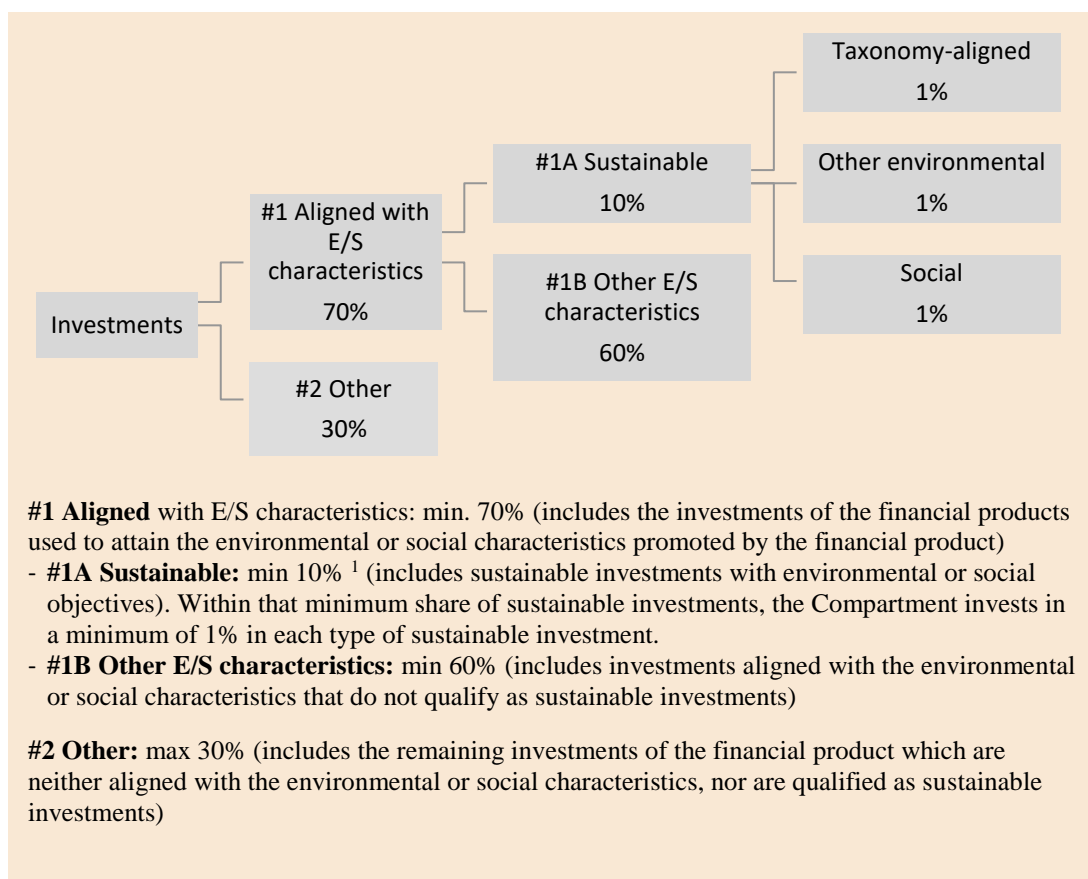 Taxonomy-aligned
1%
#1A Sustainable
10%
Other environmental
1%
#1 Aligned with
E/S
characteristics
70%
#1B Other E/S
characteristics
60%
Social
1%
Investments
#2 Other
30%
#1 Aligned with E/S characteristics: min. 70% (includes the investments of the financial products
used to attain the environmental or social characteristics promoted by the financial product)
- #1A Sustainable: min 10% 1 (includes sustainable investments with environmental or social
objectives). Within that minimum share of sustainable investments, the Compartment invests in
a minimum of 1% in each type of sustainable investment.
- #1B Other E/S characteristics: min 60% (includes investments aligned with the environmental
or social characteristics that do not qualify as sustainable investments)
#2 Other: max 30% (includes the remaining investments of the financial product which are
neither aligned with the environmental or social characteristics, nor are qualified as sustainable
investments)